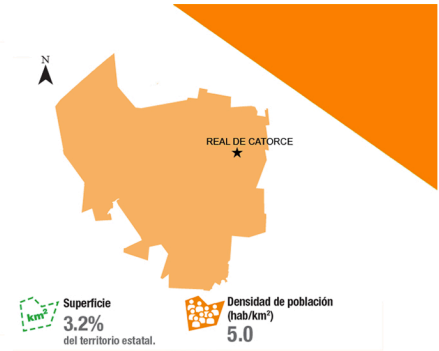 N
REAL DE CATORCE
km²
Superficie
3.2%
del territorio estatal.
Densidad de población
(hab/km²)
5.0